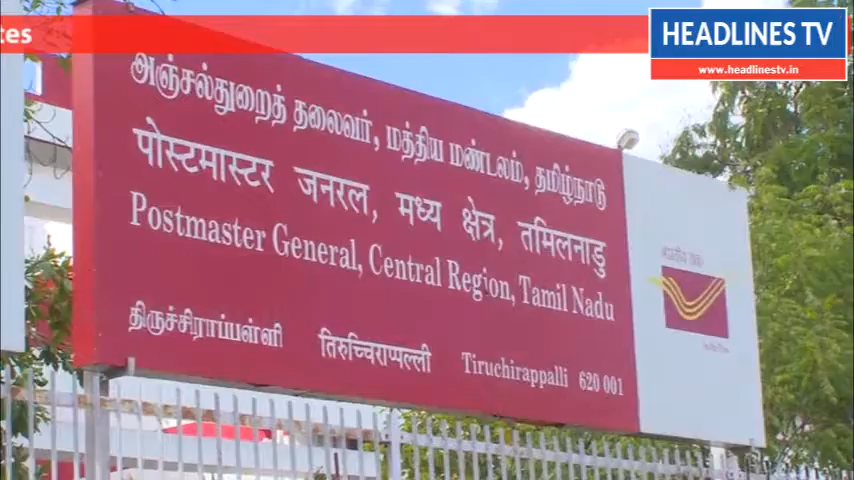 tes
HEADLINES TV
www.headlinestv.in
அஞ்சல்துறைத் தலைவர், மத்திய மண்டலம், தமிழ்நாடு
पोस्टमास्टर जनरल, मध्य क्षेत्र, तमिलनाडु
Postmaster General, Central Region, Tamil Nadu
भारतीय डाक
திருச்சிராப்பள்ளி तिरुच्चिराप्पल्ली Tiruchirappalli 620 001